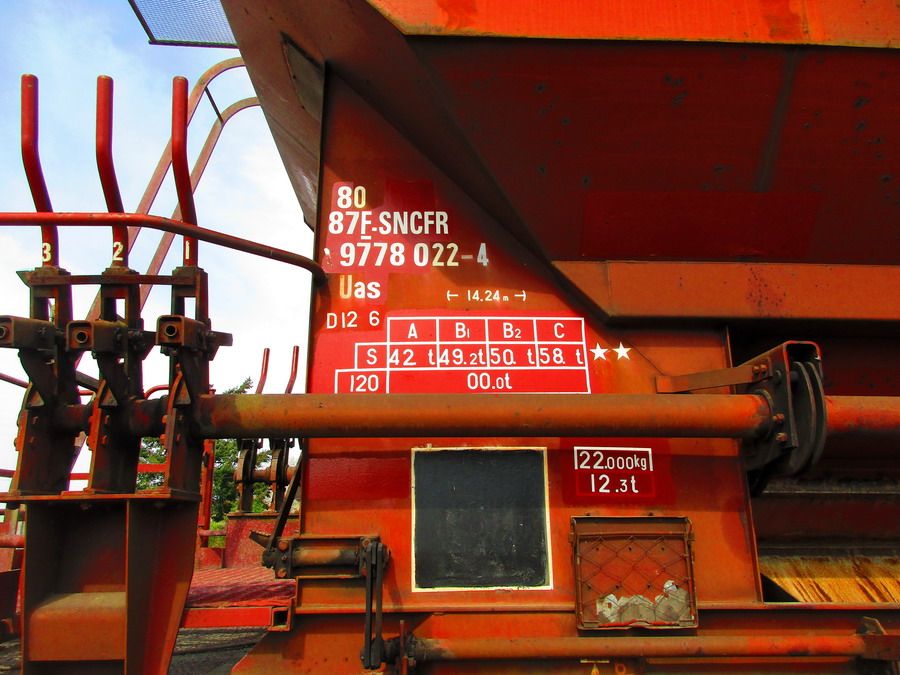 80
87F-SNCFR
9778 022-4
Uas
14.24m
D12 6
A B1 B2 C
S 42 t 49.2t 50. t 58. t
120 00.0t
22.000kg
12.3t
3 2 1